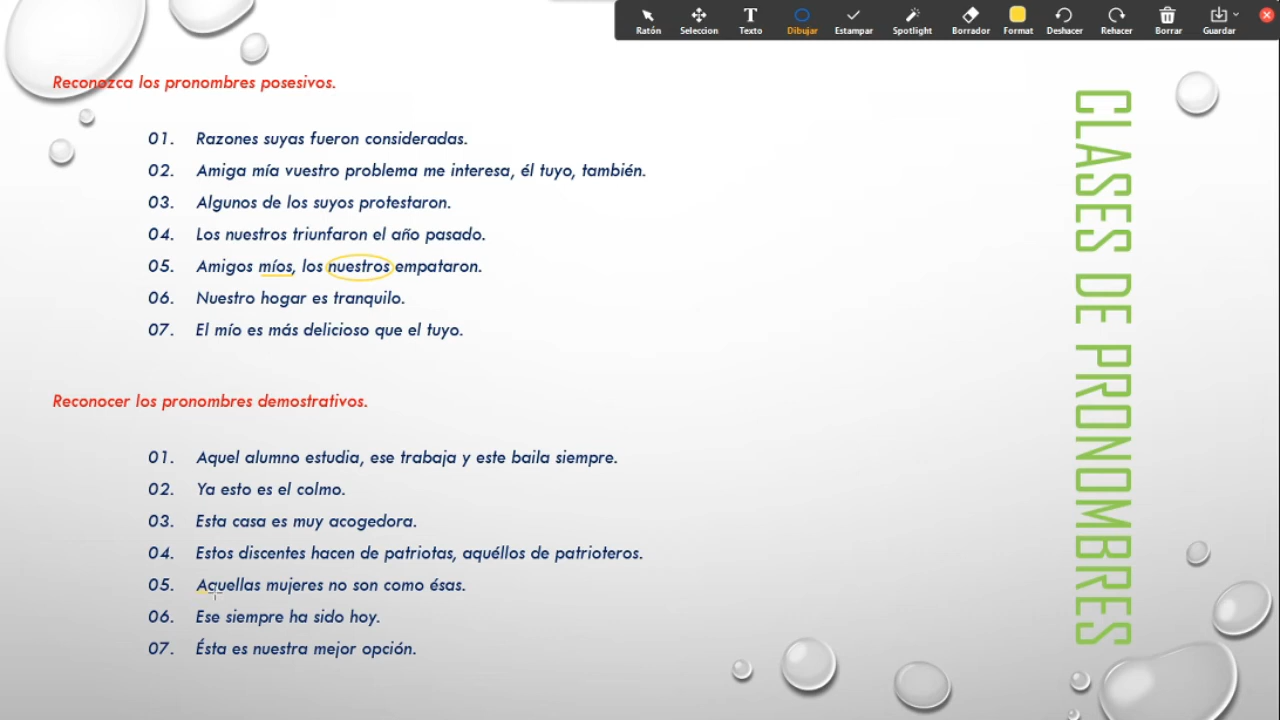 Ratón Seleccion Texto Dibujar Estampar Spotlight Borrador Format Deshacer Rehacer Borrar Guardar
Reconozca los pronombres posesivos.
01. Razones suyas fueron consideradas.
02. Amiga mía vuestro problema me interesa, él tuyo, también.
03. Algunos de los suyos protestaron.
04. Los nuestros triunfaron el año pasado.
05. Amigos míos, los nuestros empataron.
06. Nuestro hogar es tranquilo.
07. El mío es más delicioso que el tuyo.
Reconocer los pronombres demostrativos.
01. Aquel alumno estudia, ese trabaja y este baila siempre.
02. Ya esto es el colmo.
03. Esta casa es muy acogedora.
04. Estos discentes hacen de patriotas, aquéllos de patrioteros.
05. Aquellas mujeres no son como ésas.
06. Ese siempre ha sido hoy.
07. Ésta es nuestra mejor opción.
CLASES DE PRONOMBRES